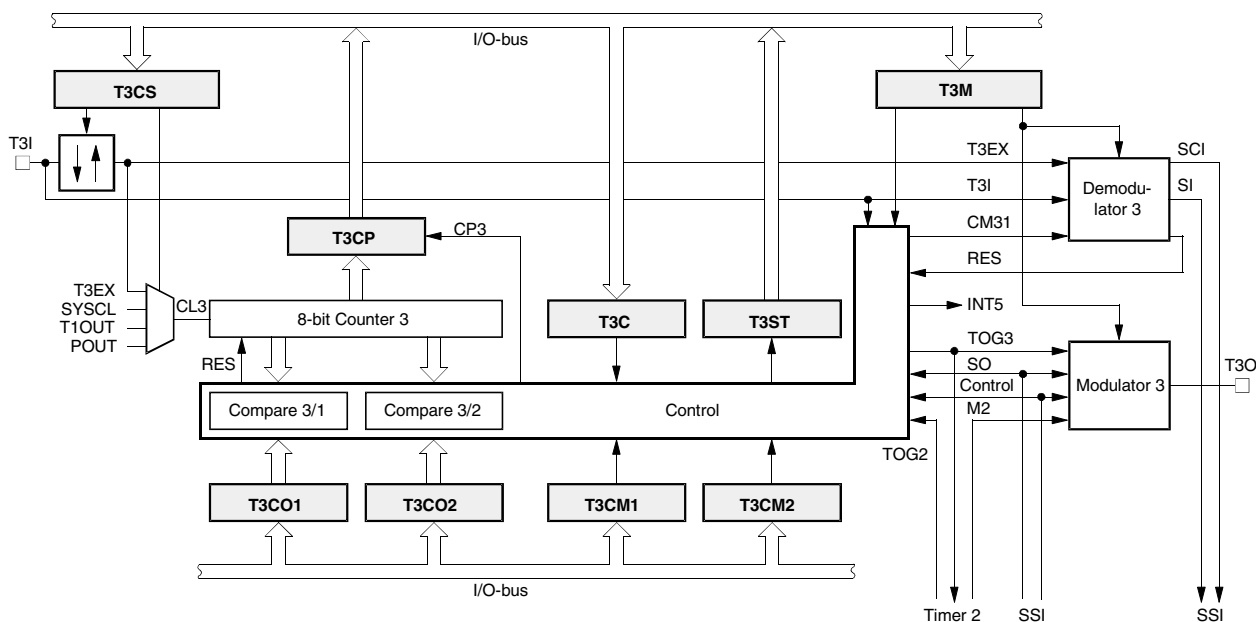 I/O-bus
T3CS
T3M
T3I
T3EX
SCI
T3I
SI
Demodu-
lator 3
T3CP
CP3
CM31
RES
T3EX
SYSCL
T1OUT
POUT
CL3
8-bit Counter 3
T3C
T3ST
INT5
RES
TOG3
SO
Control
M2
Modulator 3
T3O
Compare 3/1
Compare 3/2
Control
TOG2
T3CO1
T3CO2
T3CM1
T3CM2
I/O-bus
Timer 2
SSI
SSI